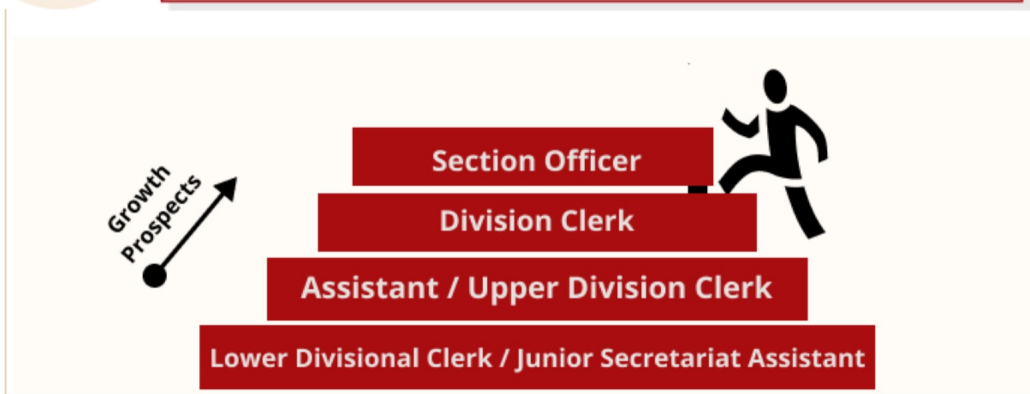 Growth
Prospects
Section Officer
Division Clerk
Assistant / Upper Division Clerk
Lower Divisional Clerk / Junior Secretariat Assistant